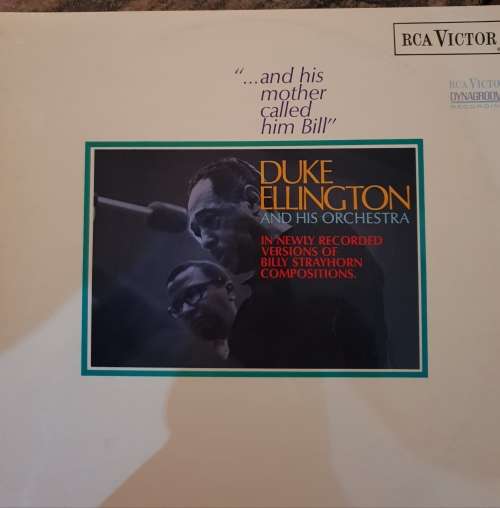 RCA VICTOR
"...and his
mother
called
him Bill"
RCA VICTOR
DYNAGROOVE
RECORDING
DUKE
ELLINGTON
AND HIS ORCHESTRA
IN NEWLY RECORDED
VERSIONS OF
BILLY STRAYHORN
COMPOSITIONS.